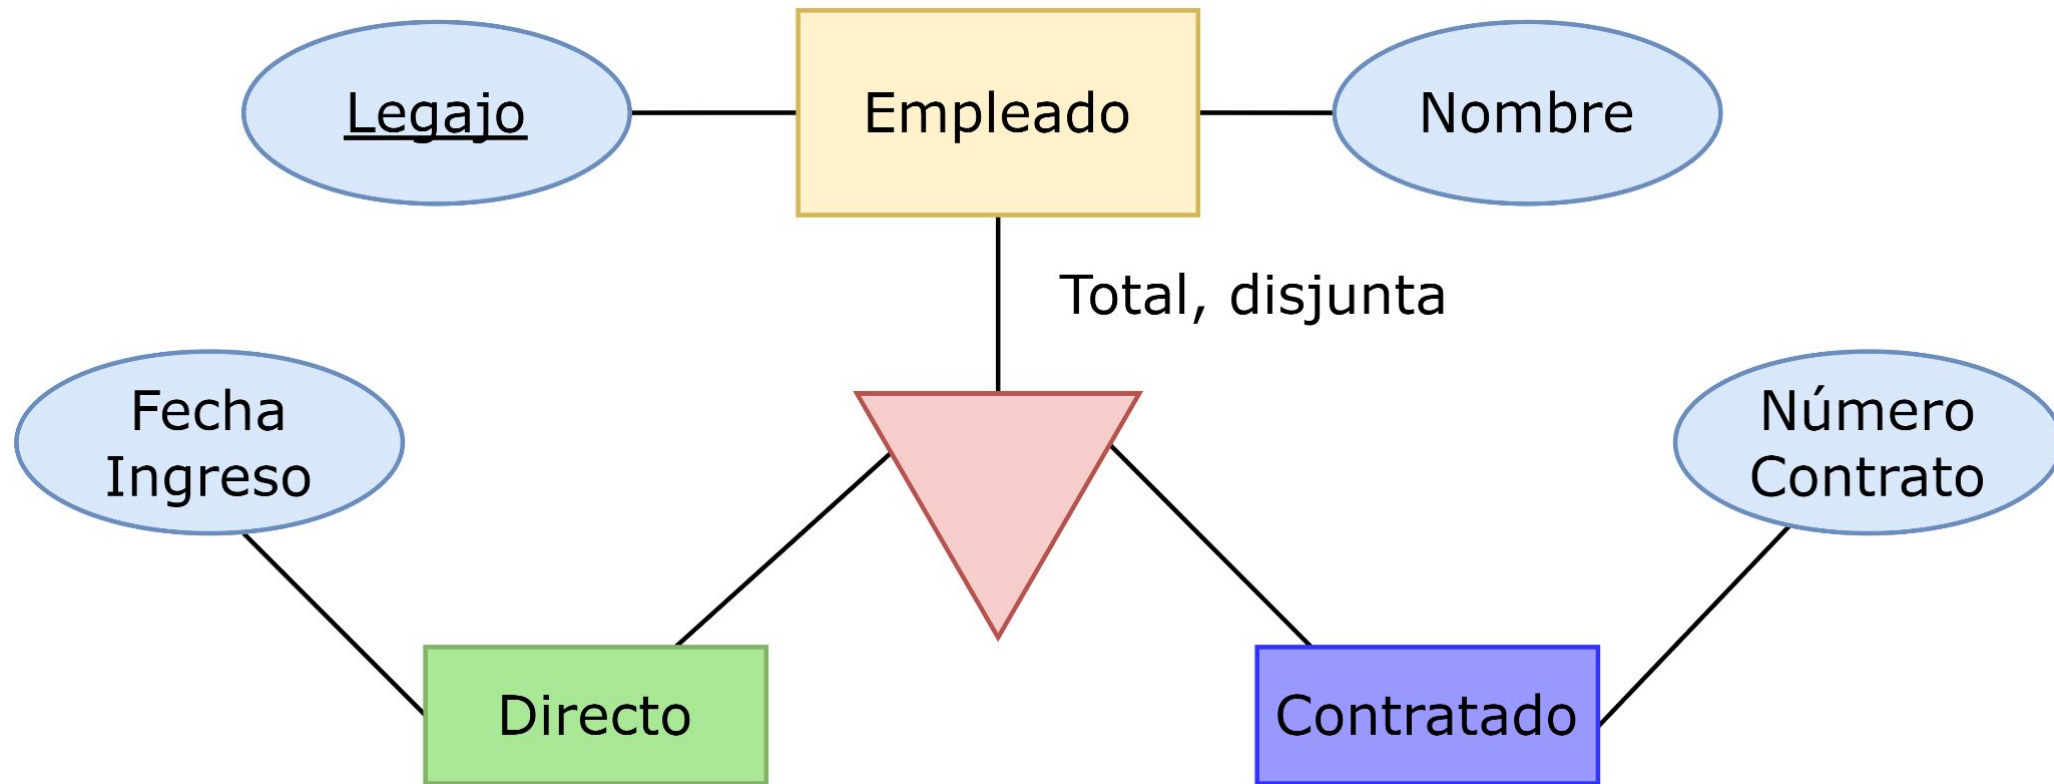 Legajo
Empleado
Nombre
Total, disjunta
Fecha
Ingreso
Número
Contrato
Directo
Contratado